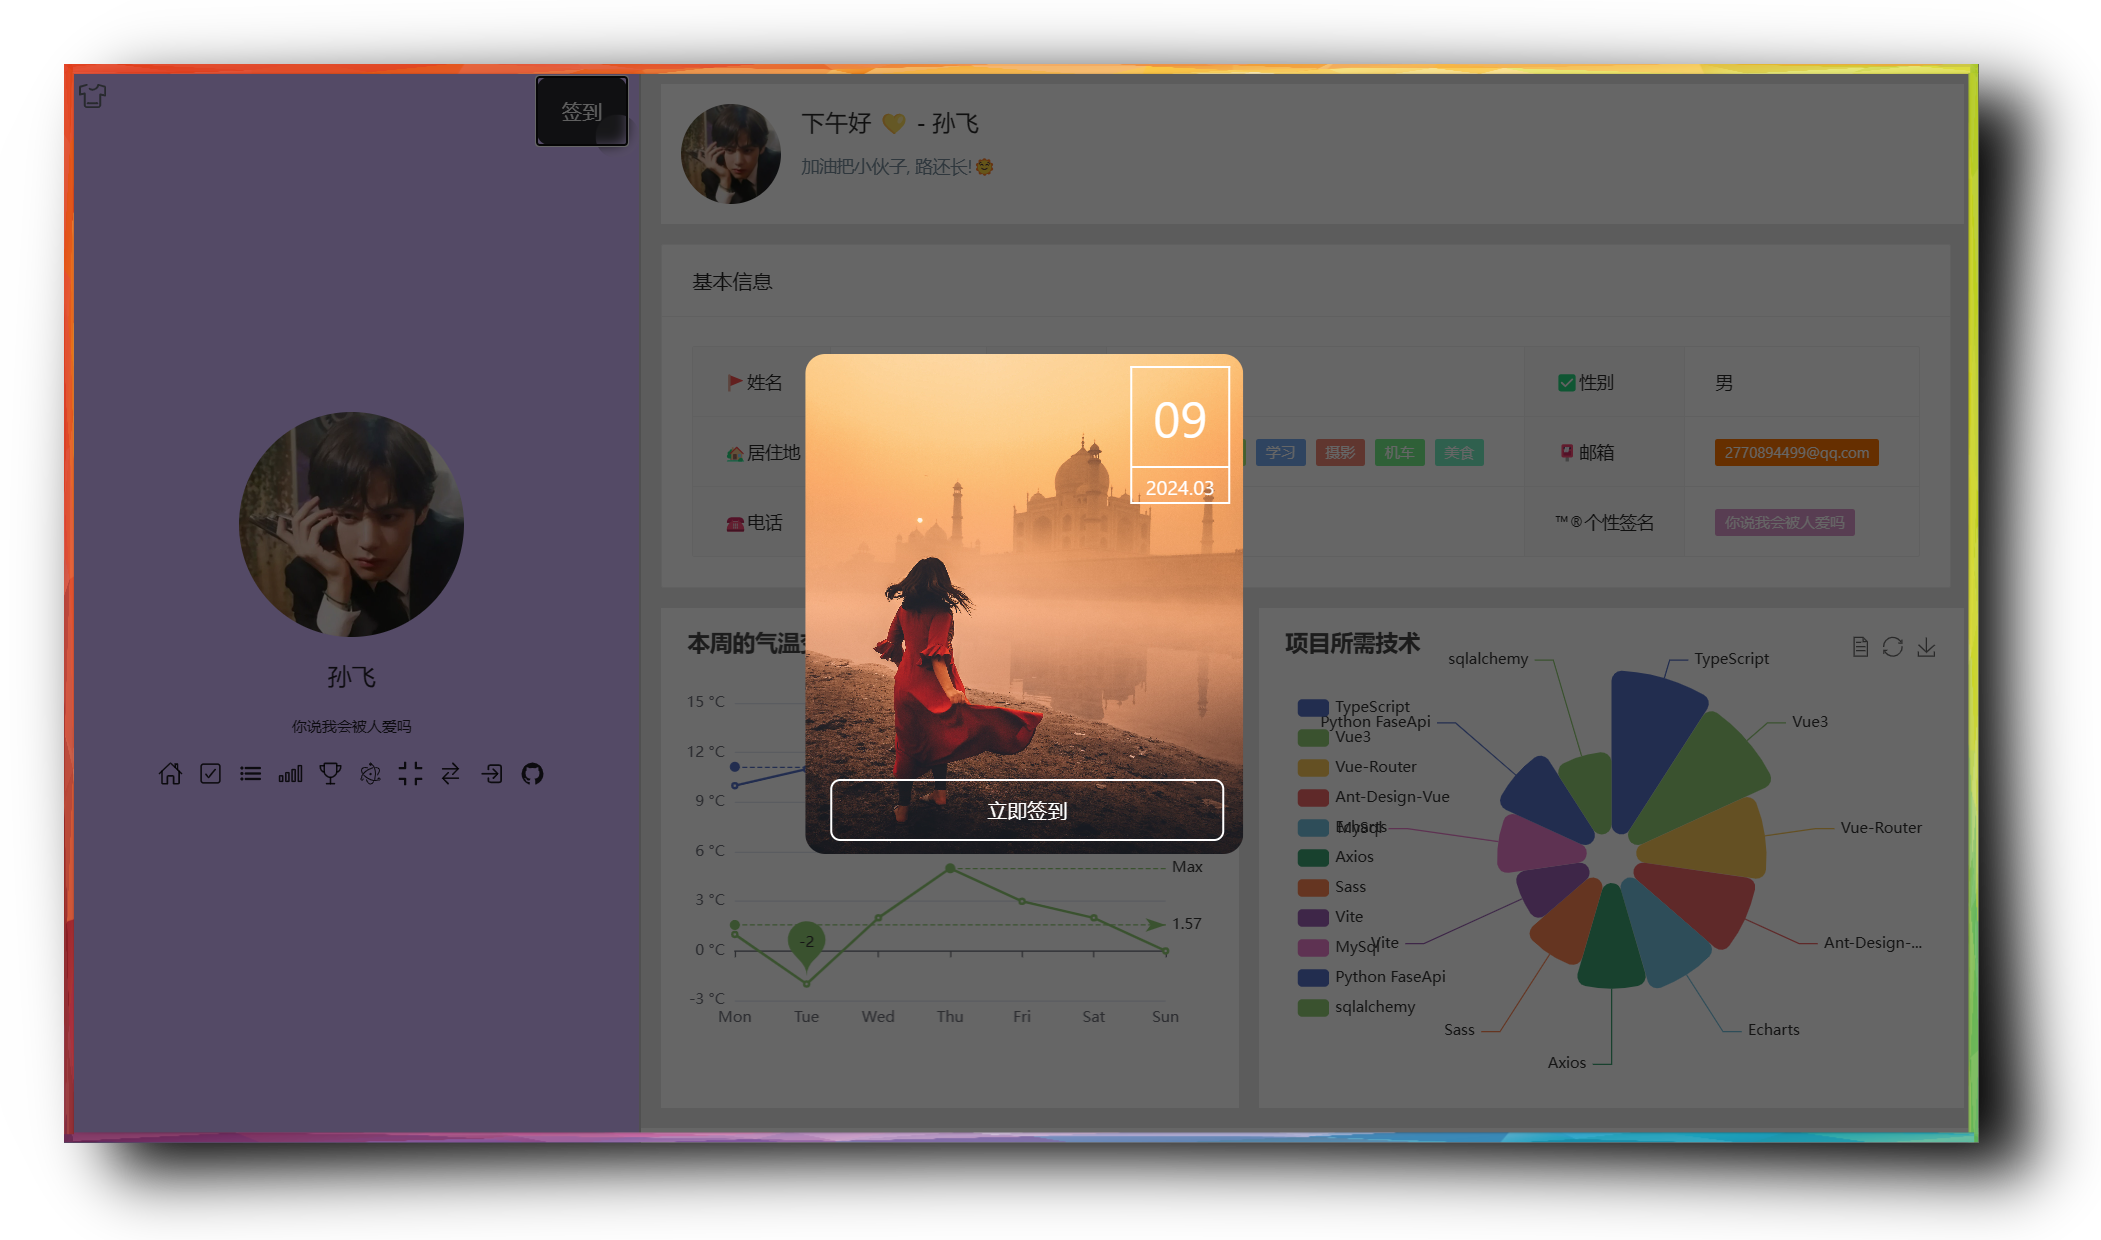 签到
下午好 💛 - 孙飞
加油把小伙子, 路还长!🌞
基本信息
🚩姓名
✅性别
男
🏡居住地
学习
摄影
机车
美食
📮邮箱
2770894499@qq.com
☎️电话
™®个性签名
你说我会被人爱吗
孙飞
你说我会被人爱吗
09
2024.03
立即签到
本周的气温
15 °C
12 °C
9 °C
6 °C
3 °C
0 °C
-3 °C
Mon
Tue
Wed
Thu
Fri
Sat
Sun
Max
1.57
-2
项目所需技术
TypeScript
Vue3
Vue-Router
Ant-Design-Vue
Echarts
Axios
Sass
Vite
MySql
Python FaseApi
sqlalchemy
sqlalchemy
TypeScript
Python FaseApi
Vue3
Vue-Router
MySql
Vite
Ant-Design-...
Sass
Echarts
Axios